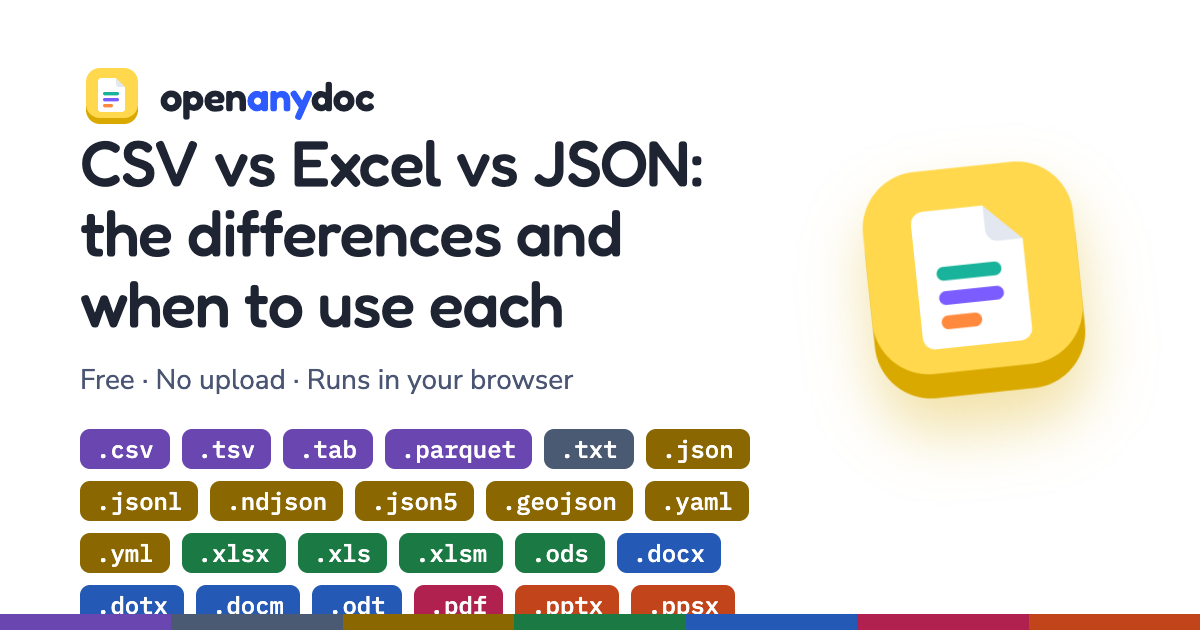 openanydoc
CSV vs Excel vs JSON:
the differences and
when to use each
Free · No upload · Runs in your browser
.csv .tsv .tab .parquet .txt .json
.jsonl .ndjson .json5 .geojson .yaml
.yml .xlsx .xls .xlsm .ods .docx
.dotx .docm .odt .pdf .pptx .ppsx